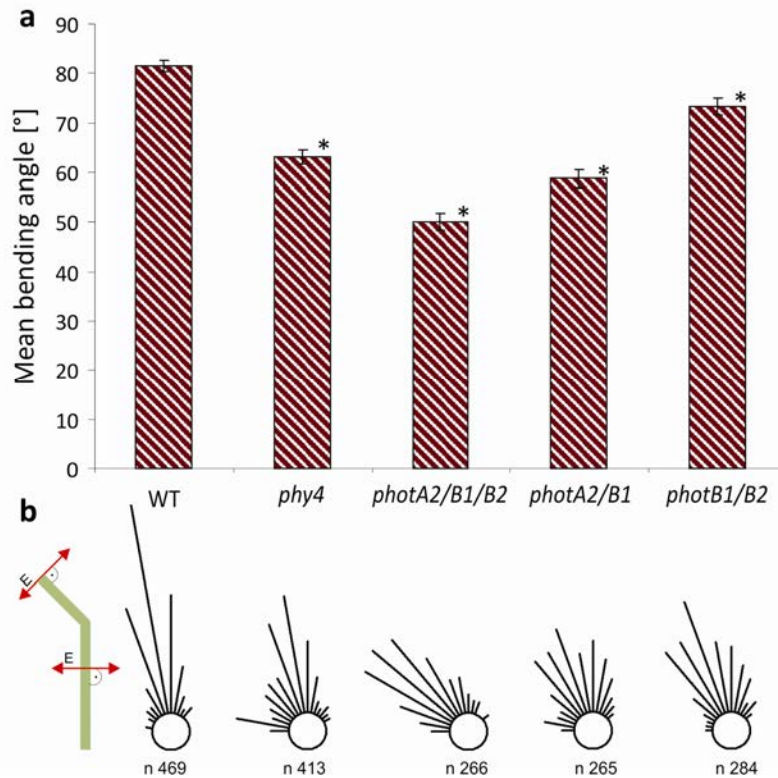 a
Mean bending angle [°]
90
80
70
60
50
40
30
20
10
0
*
*
*
*
WT
phy4
photA2/B1/B2
photA2/B1
photB1/B2
b
E
E
n 469
n 413
n 266
n 265
n 284